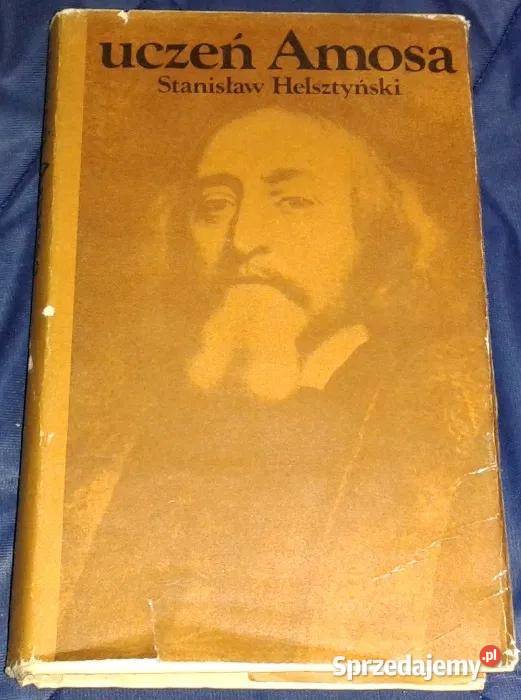 uczeń Amosa
Stanisław Helsztyński
Sprzedajemy.pl